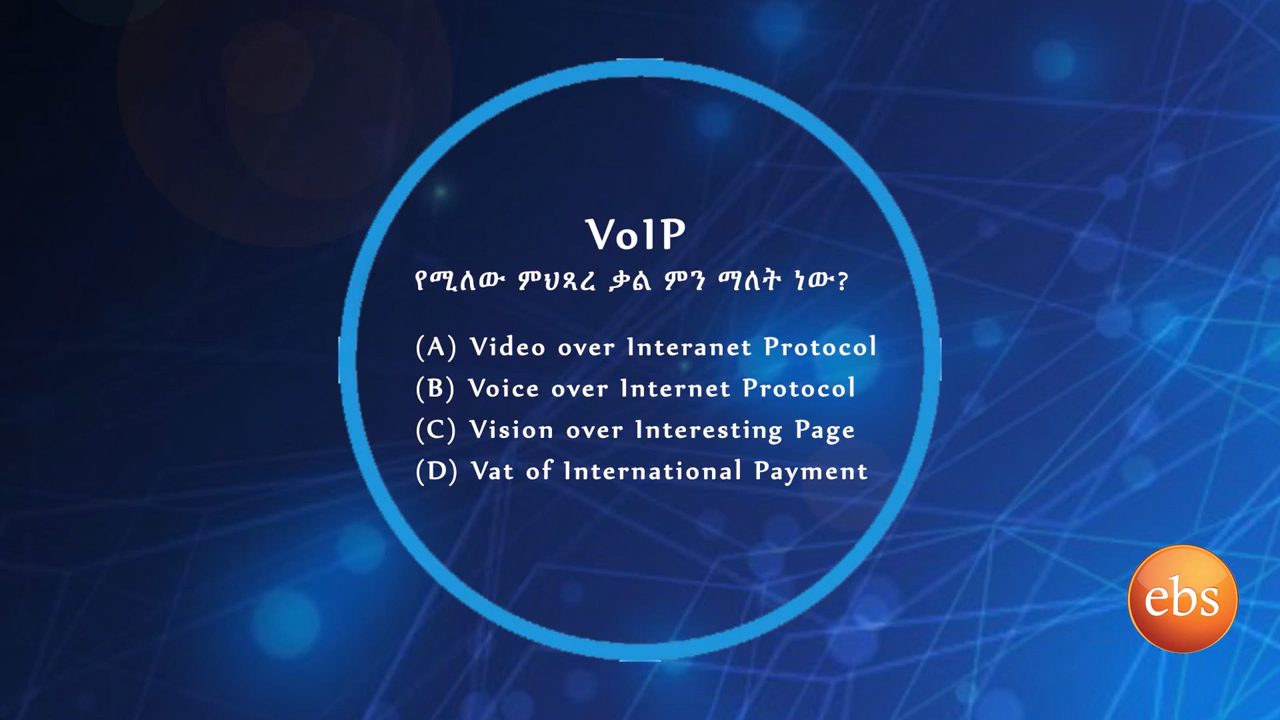 VoIP
የሚለው ምህጻረ ቃል ምን ማለት ነው?
(A) Video over Interanet Protocol
(B) Voice over Internet Protocol
(C) Vision over Interesting Page
(D) Vat of International Payment
ebs